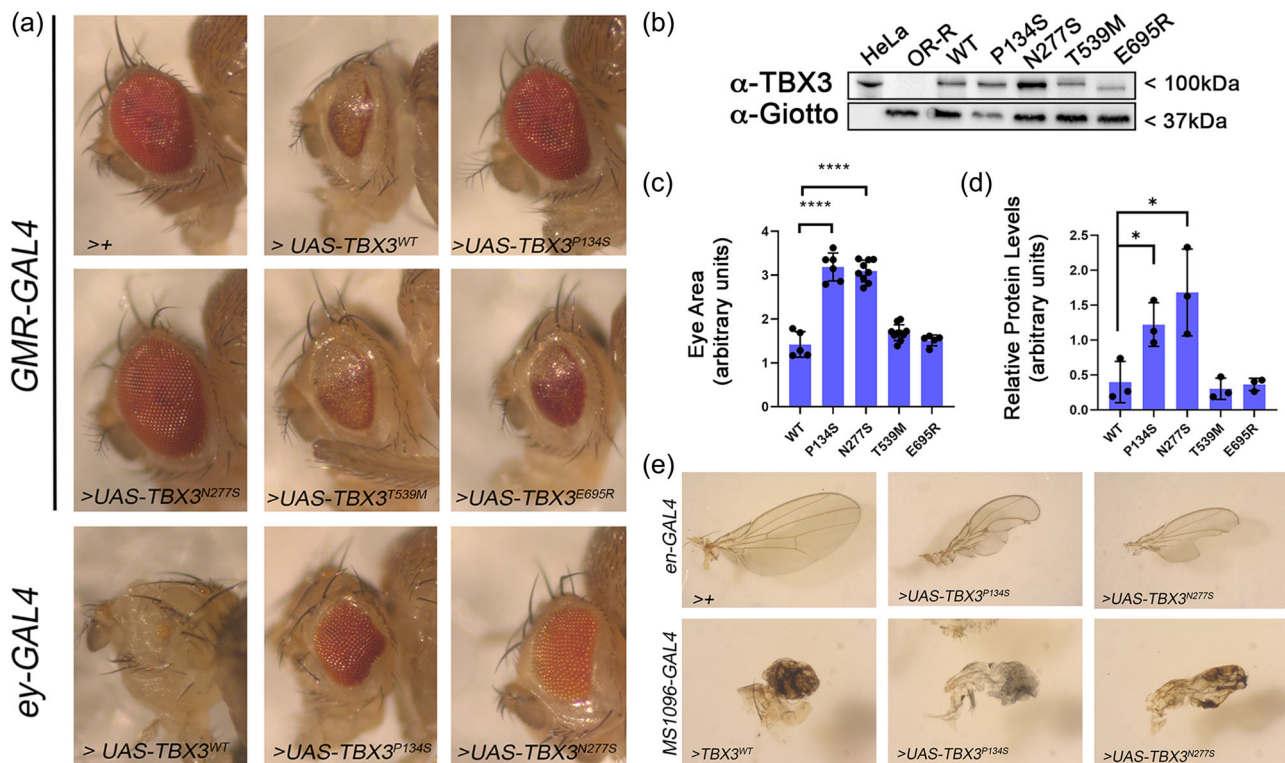 (a)
GMR-GAL4
>+
> UAS-TBX3WT
>UAS-TBX3P134S
>UAS-TBX3N277S
>UAS-TBX3T539M
>UAS-TBX3E695R
ey-GAL4
> UAS-TBX3WT
>UAS-TBX3P134S
>UAS-TBX3N277S
(b)
HeLa OR-R WT P134S N277S T539M E695R
α-TBX3 < 100kDa
α-Giotto < 37kDa
(c)
****
****
Eye Area
(arbitrary units)
4
3
2
1
0
WT P134S N277S T539M E695R
(d)
*
*
Relative Protein Levels
(arbitrary units)
2.5
2.0
1.5
1.0
0.5
0.0
WT P134S N277S T539M E695R
(e)
en-GAL4
>+
>UAS-TBX3P134S
>UAS-TBX3N277S
MS1096-GAL4
>TBX3WT
>UAS-TBX3P134S
>UAS-TBX3N277S